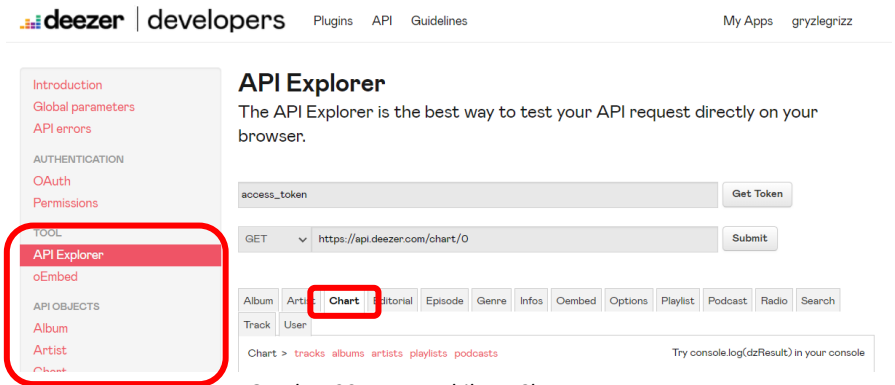 deezer developers Plugins API Guidelines My Apps gryzlegrizz
Introduction
Global parameters
API errors
AUTHENTICATION
OAuth
Permissions
TOOL
API Explorer
oEmbed
API OBJECTS
Album
Artist
Chart
API Explorer
The API Explorer is the best way to test your API request directly on your
browser.
access_token Get Token
GET https://api.deezer.com/chart/0 Submit
Album Artist Chart Editorial Episode Genre Infos Oembed Options Playlist Podcast Radio Search
Track User
Chart > tracks albums artists playlists podcasts Try console.log(dzResult) in your console